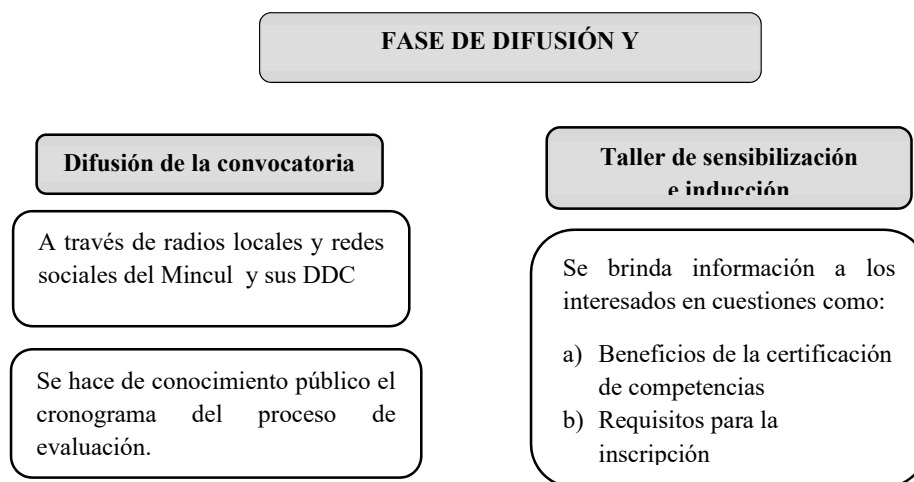 FASE DE DIFUSIÓN Y
Difusión de la convocatoria
A través de radios locales y redes
sociales del Mincul y sus DDC
Se hace de conocimiento público el
cronograma del proceso de
evaluación.
Taller de sensibilización
e inducción
Se brinda información a los
interesados en cuestiones como:
a) Beneficios de la certificación
de competencias
b) Requisitos para la
inscripción